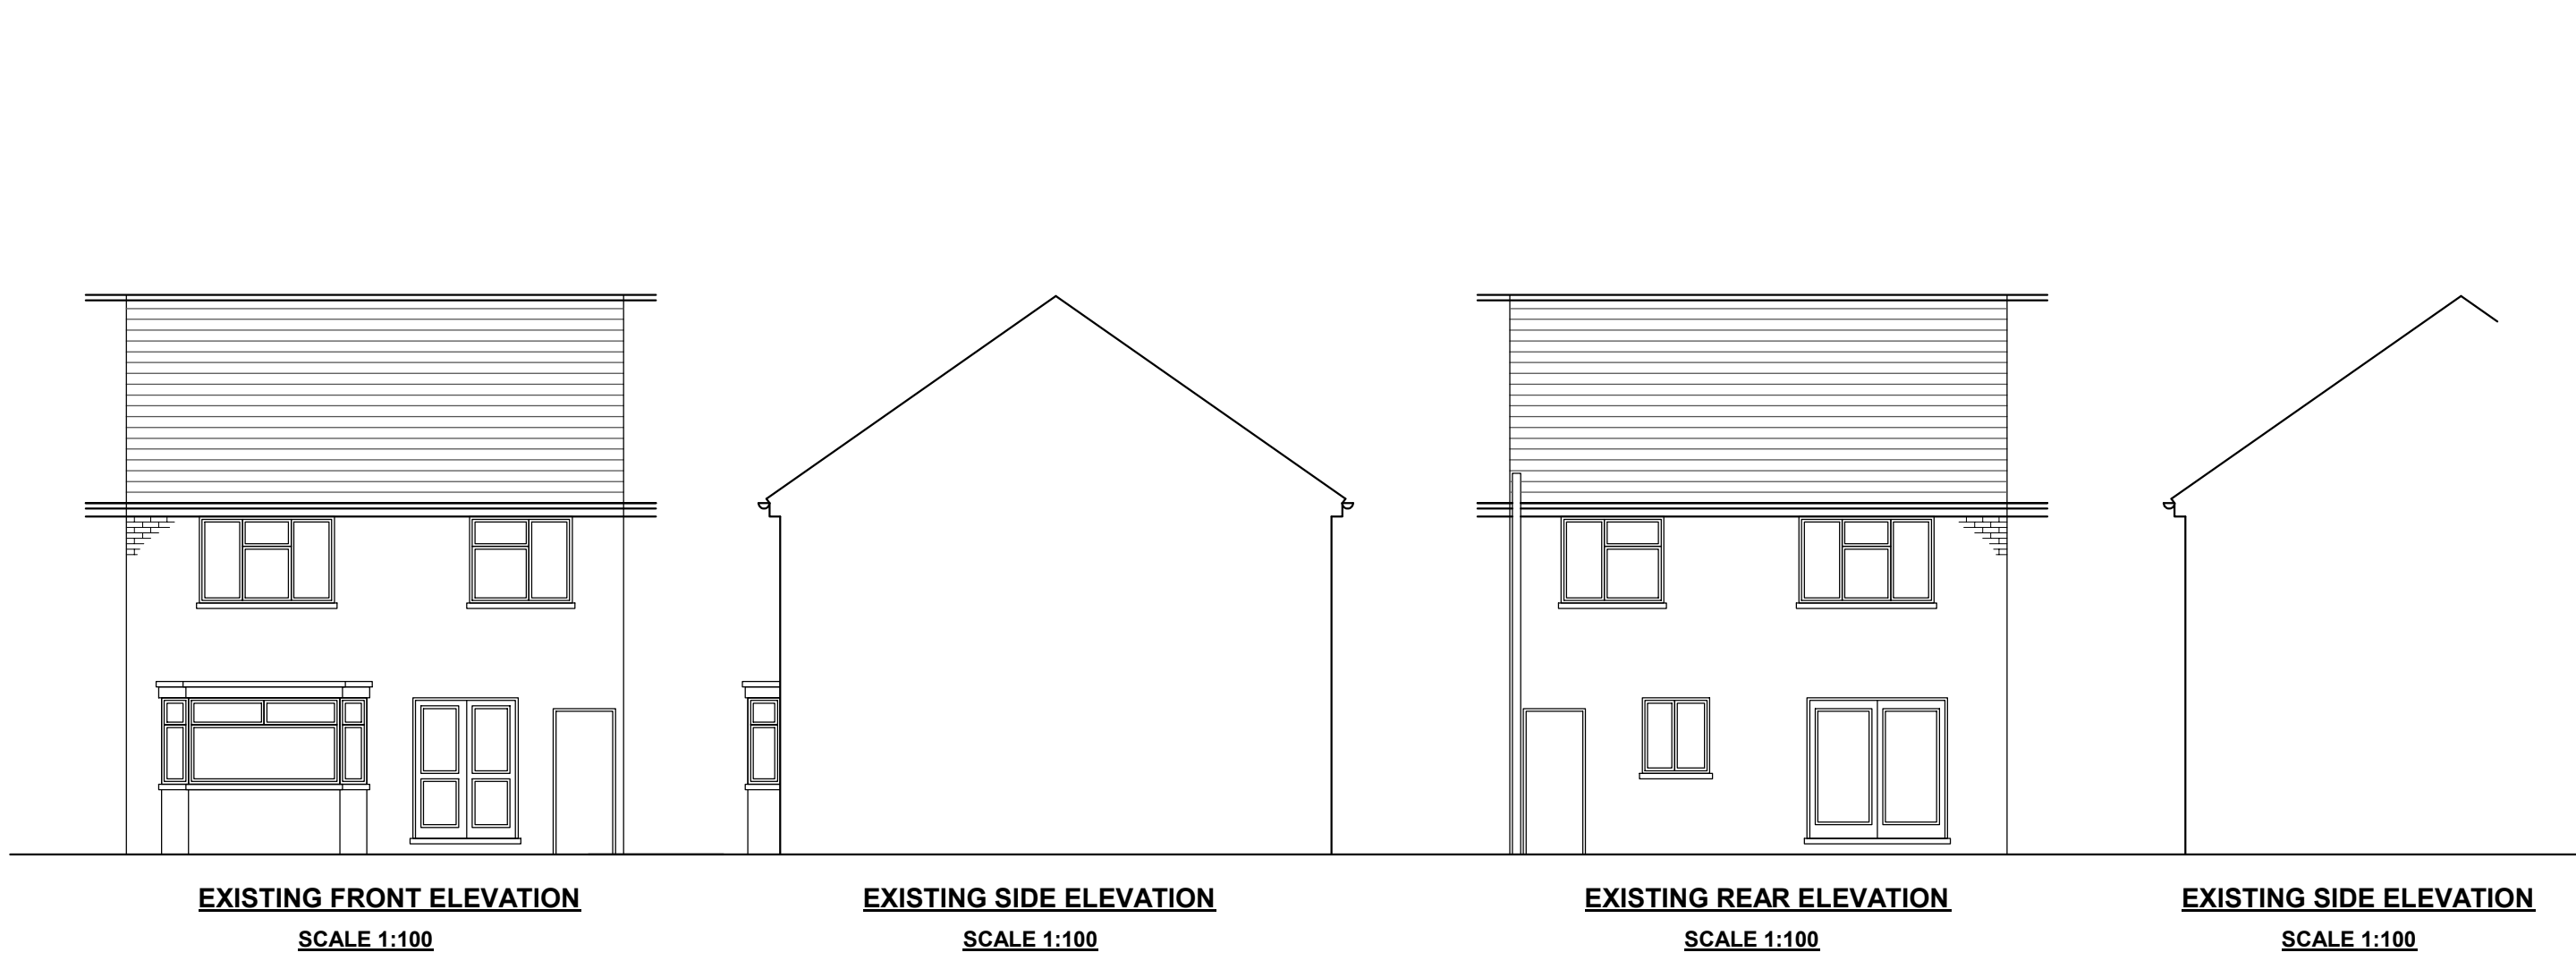 EXISTING FRONT ELEVATION
SCALE 1:100
EXISTING SIDE ELEVATION
SCALE 1:100
EXISTING REAR ELEVATION
SCALE 1:100
EXISTING SIDE ELEVATION
SCALE 1:100